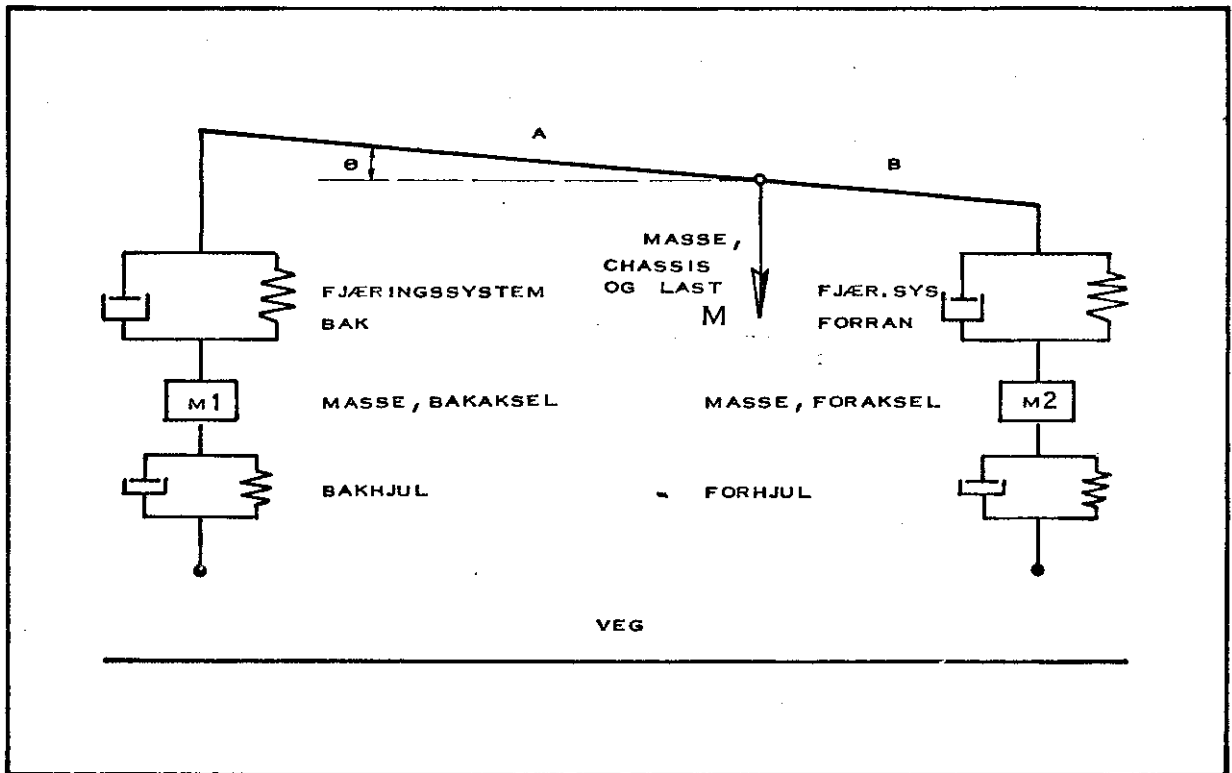 A
B
θ
MASSE,
CHASSIS
OG LAST
M
FJÆRINGSSYSTEM
BAK
FJÆR.SYS.
FORRAN
M1
MASSE, BAKAKSEL
MASSE, FORAKSEL
M2
BAKHJUL
FORHJUL
VEG